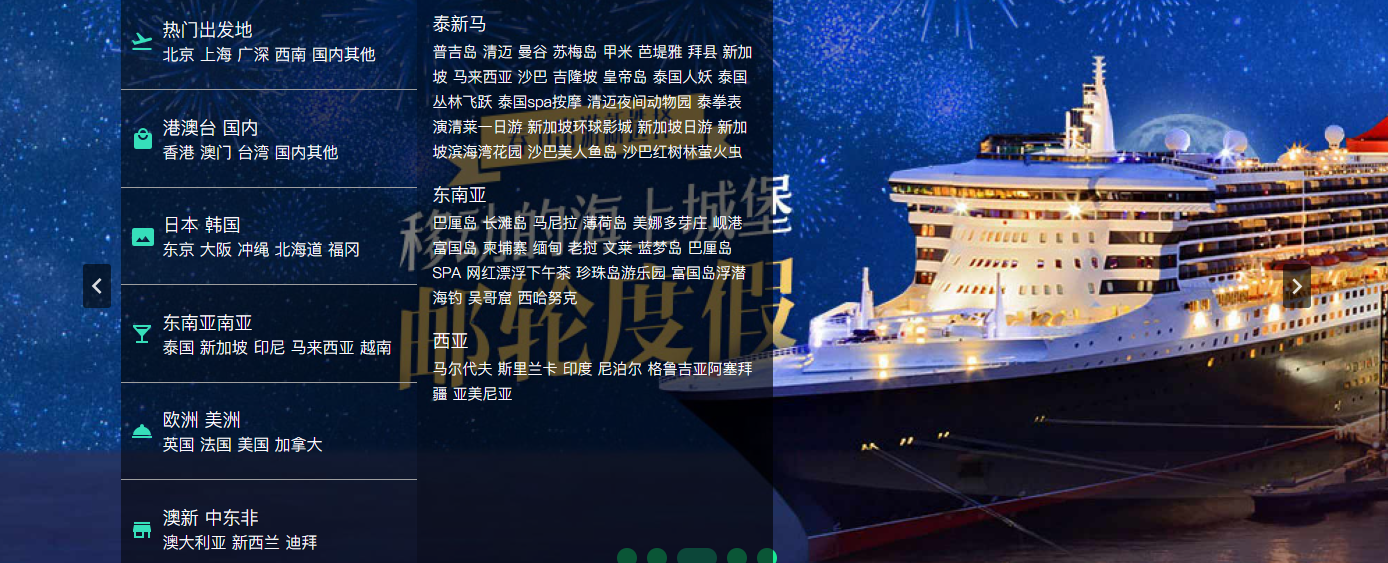 热门出发地
北京 上海 广深 西南 国内其他
港澳台 国内
香港 澳门 台湾 国内其他
日本 韩国
东京 大阪 冲绳 北海道 福冈
东南亚南亚
泰国 新加坡 印尼 马来西亚 越南
欧洲 美洲
英国 法国 美国 加拿大
澳新 中东非
澳大利亚 新西兰 迪拜
泰新马
普吉岛 清迈 曼谷 苏梅岛 甲米 芭堤雅 拜县 新加
坡 马来西亚 沙巴 吉隆坡 皇帝岛 泰国人妖 泰国
丛林飞跃 泰国spa按摩 清迈夜间动物园 泰拳表
演清莱一日游 新加坡环球影城 新加坡日游 新加
坡滨海湾花园 沙巴美人鱼岛 沙巴红树林萤火虫
东南亚
巴厘岛 长滩岛 马尼拉 薄荷岛 美娜多芽庄 岘港
富国岛 柬埔寨 缅甸 老挝 文莱 蓝梦岛 巴厘岛
SPA 网红漂浮下午茶 珍珠岛游乐园 富国岛浮潜
海钓 吴哥窟 西哈努克
西亚
马尔代夫 斯里兰卡 印度 尼泊尔 格鲁吉亚阿塞拜
疆 亚美尼亚
移动的海上城堡
邮轮度假